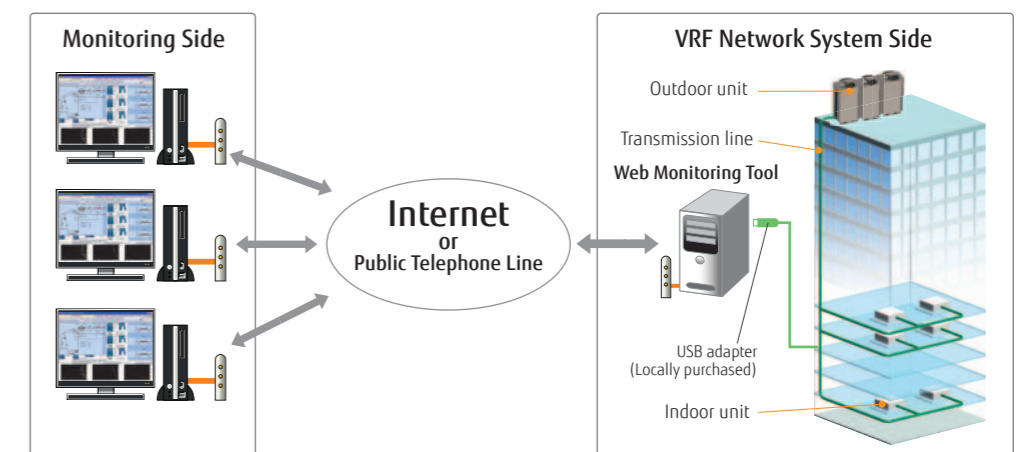 Monitoring Side
Internet
or
Public Telephone Line
VRF Network System Side
Outdoor unit
Transmission line
Web Monitoring Tool
USB adapter
(Locally purchased)
Indoor unit